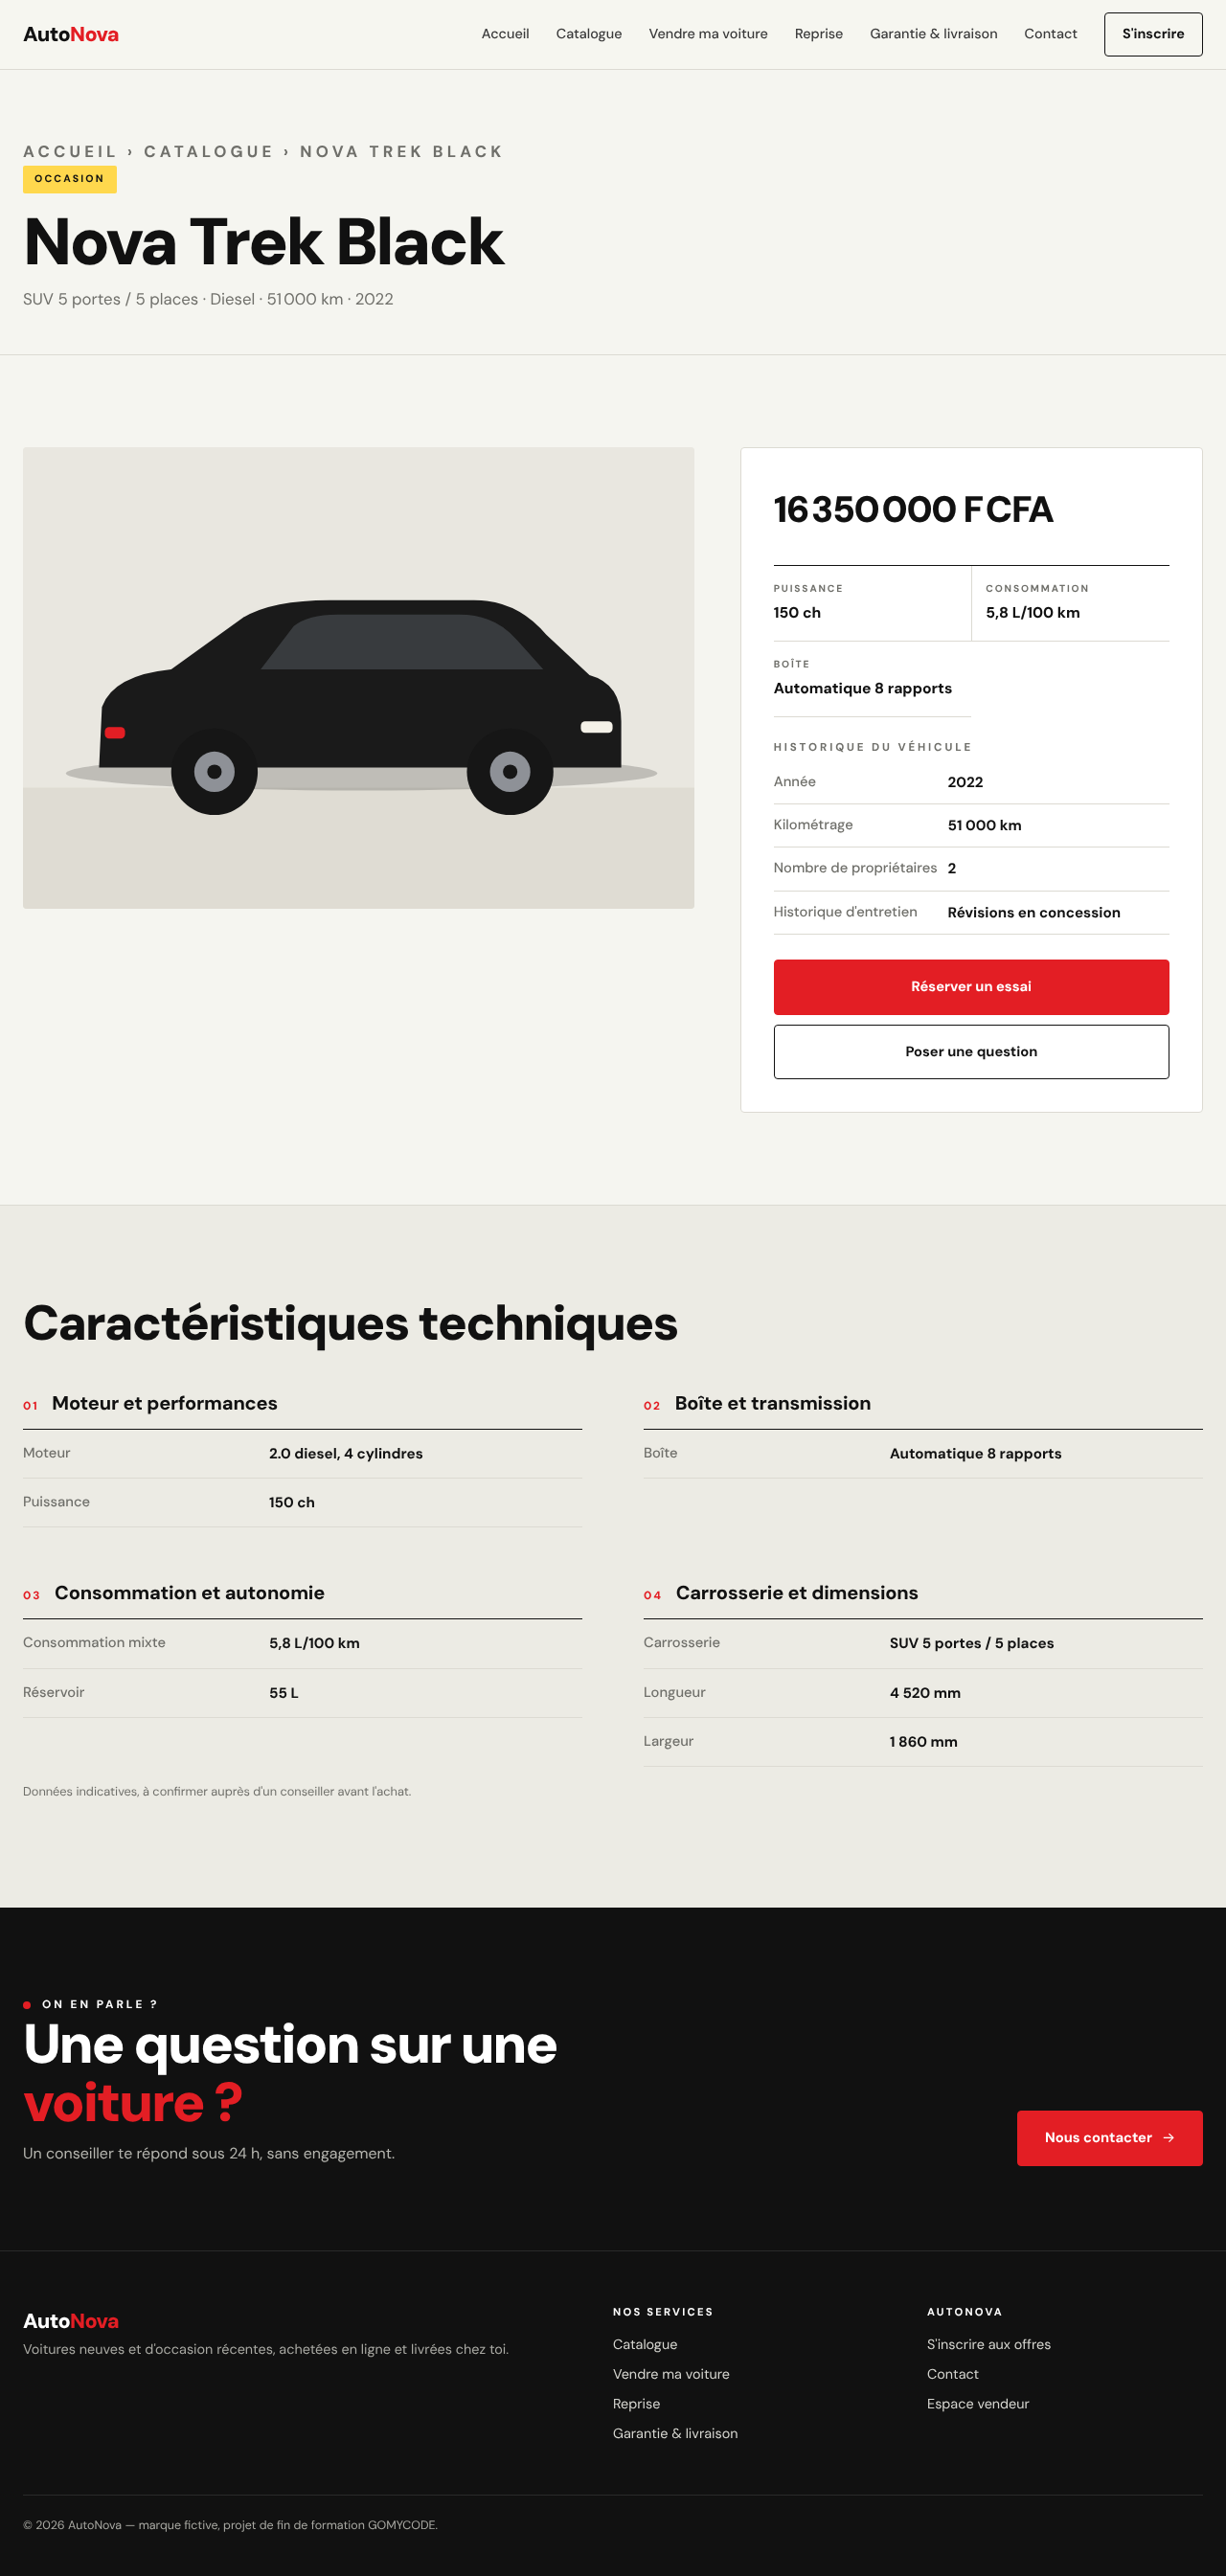 AutoNova
Accueil Catalogue Vendre ma voiture Reprise Garantie & livraison Contact S'inscrire
ACCUEIL › CATALOGUE › NOVA TREK BLACK
OCCASION
Nova Trek Black
SUV 5 portes / 5 places · Diesel · 51 000 km · 2022
16 350 000 F CFA
PUISSANCE CONSOMMATION
150 ch 5,8 L/100 km
BOÎTE
Automatique 8 rapports
HISTORIQUE DU VÉHICULE
Année 2022
Kilométrage 51 000 km
Nombre de propriétaires 2
Historique d'entretien Révisions en concession
Réserver un essai
Poser une question
Caractéristiques techniques
01 Moteur et performances
Moteur 2.0 diesel, 4 cylindres
Puissance 150 ch
02 Boîte et transmission
Boîte Automatique 8 rapports
03 Consommation et autonomie
Consommation mixte 5,8 L/100 km
Réservoir 55 L
04 Carrosserie et dimensions
Carrosserie SUV 5 portes / 5 places
Longueur 4 520 mm
Largeur 1 860 mm
Données indicatives, à confirmer auprès d'un conseiller avant l'achat.
ON EN PARLE ?
Une question sur une
voiture ?
Un conseiller te répond sous 24 h, sans engagement.
Nous contacter →
AutoNova
Voitures neuves et d'occasion récentes, achetées en ligne et livrées chez toi.
NOS SERVICES
Catalogue
Vendre ma voiture
Reprise
Garantie & livraison
AUTONOVA
S'inscrire aux offres
Contact
Espace vendeur
© 2026 AutoNova — marque fictive, projet de fin de formation GOMYCODE.